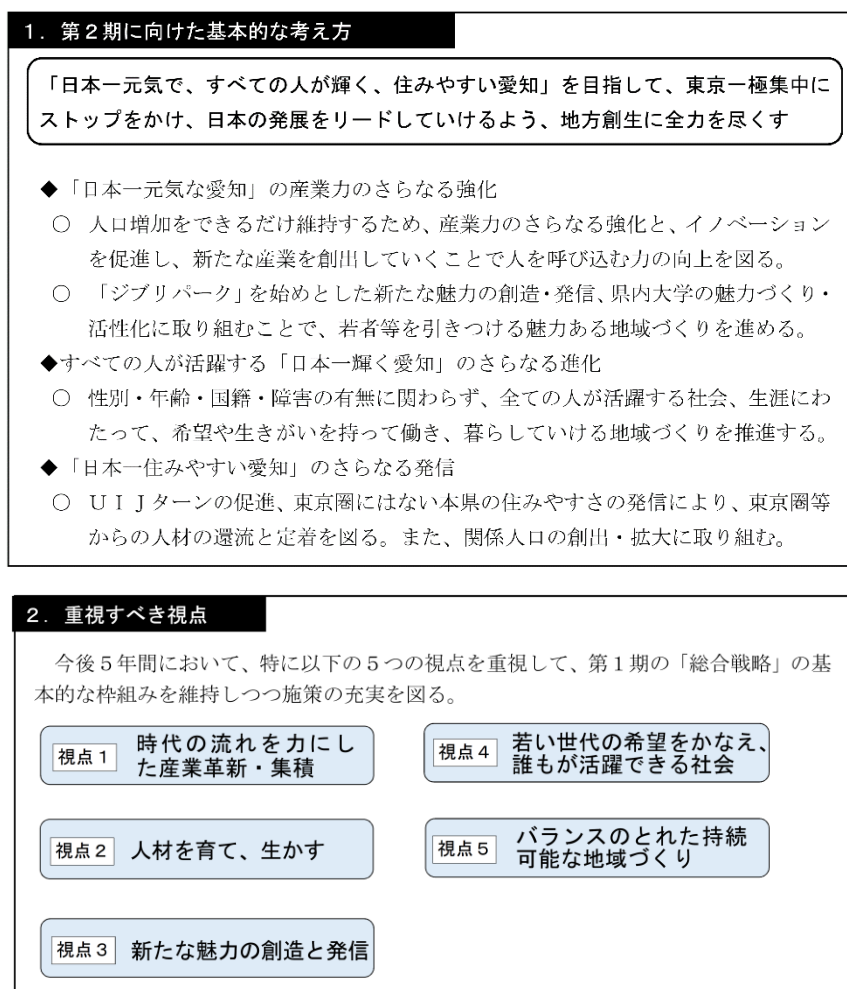 １．第２期に向けた基本的な考え方
「日本一元気で、すべての人が輝く、住みやすい愛知」を目指して、東京一極集中に
ストップをかけ、日本の発展をリードしていけるよう、地方創生に全力を尽くす
◆「日本一元気な愛知」の産業力のさらなる強化
○ 人口増加をできるだけ維持するため、産業力のさらなる強化と、イノベーション
を促進し、新たな産業を創出していくことで人を呼び込む力の向上を図る。
○ 「ジブリパーク」を始めとした新たな魅力の創造・発信、県内大学の魅力づくり・
活性化に取り組むことで、若者等を引きつける魅力ある地域づくりを進める。
◆すべての人が活躍する「日本一輝く愛知」のさらなる進化
○ 性別・年齢・国籍・障害の有無に関わらず、全ての人が活躍する社会、生涯にわ
たって、希望や生きがいを持って働き、暮らしていける地域づくりを推進する。
◆「日本一住みやすい愛知」のさらなる発信
○ ＵＩＪターンの促進、東京圏にはない本県の住みやすさの発信により、東京圏等
からの人材の還流と定着を図る。また、関係人口の創出・拡大に取り組む。
２．重視すべき視点
今後５年間において、特に以下の５つの視点を重視して、第１期の「総合戦略」の基
本的な枠組みを維持しつつ施策の充実を図る。
視点１ 時代の流れを力にし
た産業革新・集積
視点２ 人材を育て、生かす
視点３ 新たな魅力の創造と発信
視点４ 若い世代の希望をかなえ、
誰もが活躍できる社会
視点５ バランスのとれた持続
可能な地域づくり